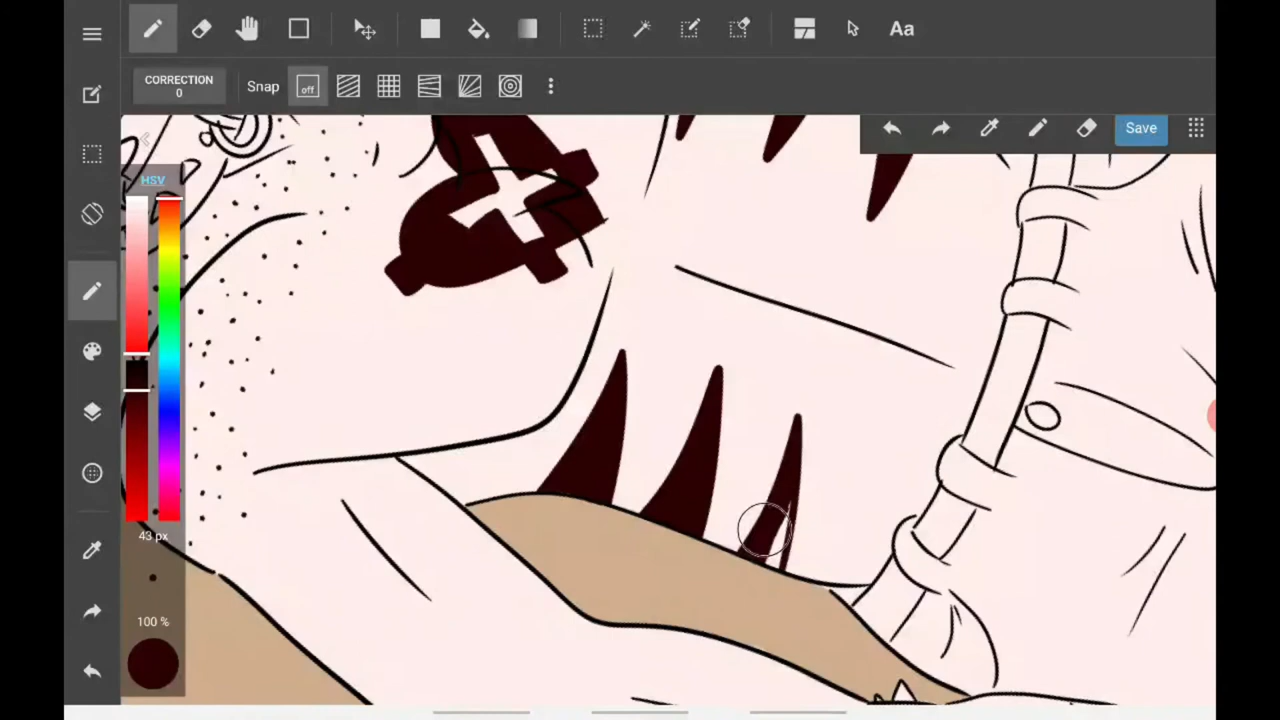 Aa
CORRECTION
0
Snap
off
Save
HSV
43 px
100 %